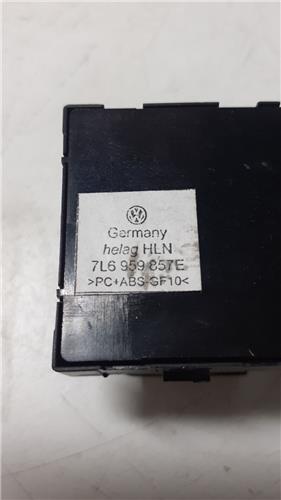 Germany
helag HLN
7L6 959 857E
>PC+ABS-GF10<